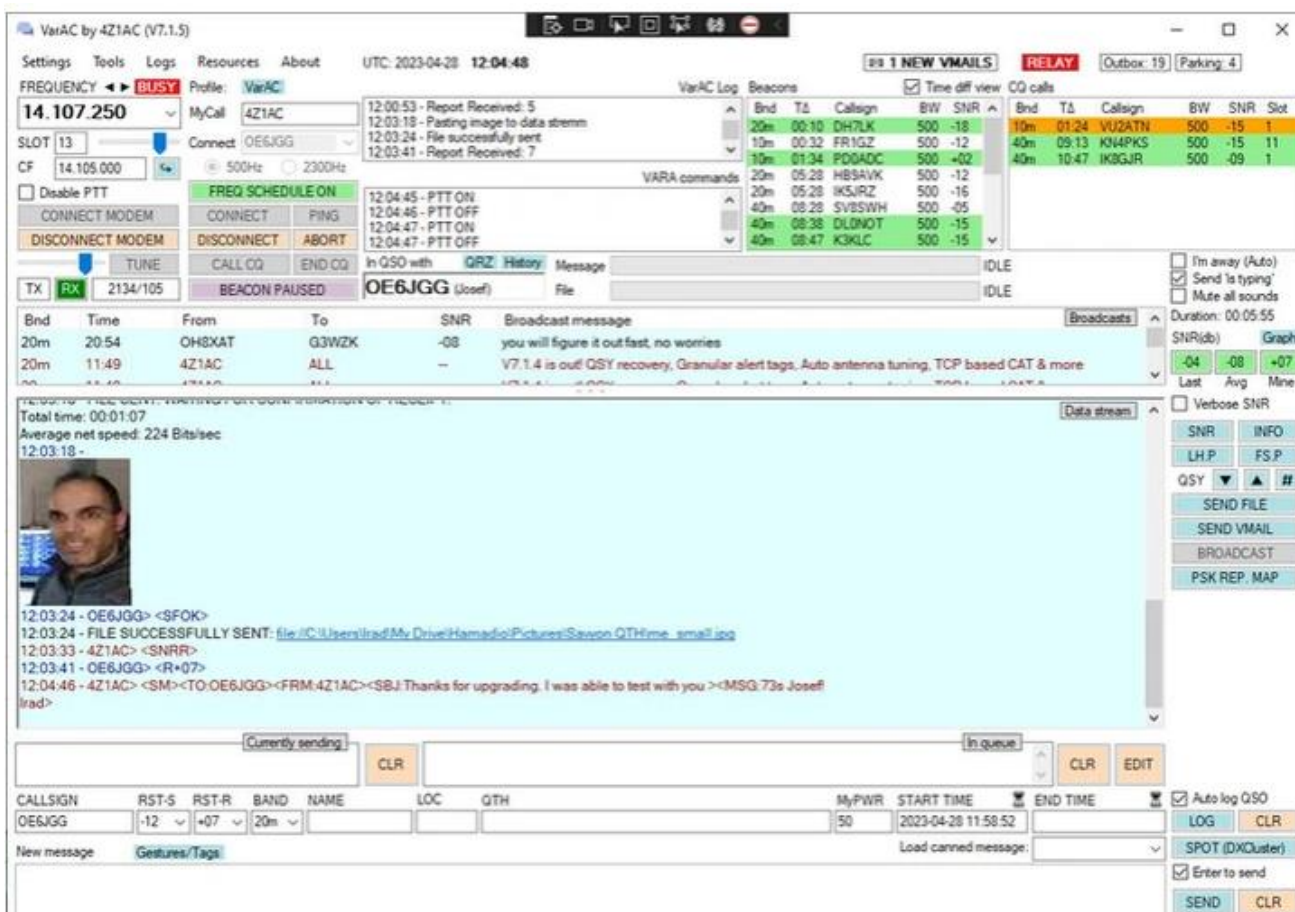 VarAC by 4Z1AC (V7.1.5)
Settings Tools Logs Resources About UTC: 2023-04-28 12:04:48 1 NEW VMAILS RELAY Outbox: 19 Parking: 4
FREQUENCY BUSY Profile: VarAC VarAC Log Beacons Time diff view CQ calls
14.107.250 MyCall 4Z1AC
SLOT 13 Connect OE6JGG
CF 14.105.000 500Hz 2300Hz
Disable PTT FREQ SCHEDULE ON
CONNECT MODEM CONNECT PING
DISCONNECT MODEM DISCONNECT ABORT
TUNE CALL CQ END CQ
TX RX 2134/105 BEACON PAUSED
12:00:53 - Report Received: 5
12:03:18 - Pasting image to data stremm
12:03:24 - File successfully sent
12:03:41 - Report Received: 7
VARA commands
12:04:45 - PTT ON
12:04:46 - PTT OFF
12:04:47 - PTT ON
12:04:47 - PTT OFF
In QSO with QRZ History Message IDLE
OE6JGG (Josef) File IDLE
Bnd TΔ Callsign BW SNR
20m 00:10 DH7LK 500 -18
10m 00:32 FR1GZ 500 -12
10m 01:34 PD0ADC 500 +02
20m 05:28 HB9AVK 500 -12
20m 05:28 IK5JRZ 500 -16
40m 08:28 SV8SWH 500 -05
40m 08:38 DL0NOT 500 -15
40m 08:47 K3KLC 500 -15
Bnd TΔ Callsign BW SNR Slot
10m 01:24 VU2ATN 500 -15 1
40m 09:13 KN4PKS 500 -15 11
40m 10:47 IK8GJR 500 -09 1
I'm away (Auto)
Send 'is typing'
Mute all sounds
Duration: 00:05:55
SNR(db) Graph
-04 -08 +07
Last Avg Mine
Verbose SNR
SNR INFO
LH.P FS.P
QSY #
SEND FILE
SEND VMAIL
BROADCAST
PSK REP. MAP
Bnd Time From To SNR Broadcast message Broadcasts
20m 20:54 OH8XAT G3WZK -08 you will figure it out fast, no worries
20m 11:49 4Z1AC ALL -- V7.1.4 is out! QSY recovery, Granular alert tags, Auto antenna tuning, TCP based CAT & more
Data stream
Total time: 00:01:07
Average net speed: 224 Bits/sec
12:03:18 -
12:03:24 - OE6JGG> <SFOK>
12:03:24 - FILE SUCCESSFULLY SENT: file://C:\Users\Irad\My Drive\Hamadio\Pictures\Savyon QTH\me_small.jpg
12:03:33 - 4Z1AC> <SNRR>
12:03:41 - OE6JGG> <R+07>
12:04:46 - 4Z1AC> <SM><TO:OE6JGG><FRM:4Z1AC><SBJ:Thanks for upgrading. I was able to test with you ><MSG:73s Josef!
Irad>
Currently sending CLR In queue CLR EDIT
CALLSIGN RST-S RST-R BAND NAME LOC QTH MyPWR START TIME END TIME Auto log QSO
OE6JGG -12 +07 20m 50 2023-04-28 11:58:52 LOG CLR
New message Gestures/Tags Load canned message: SPOT (DXCluster)
Enter to send
SEND CLR